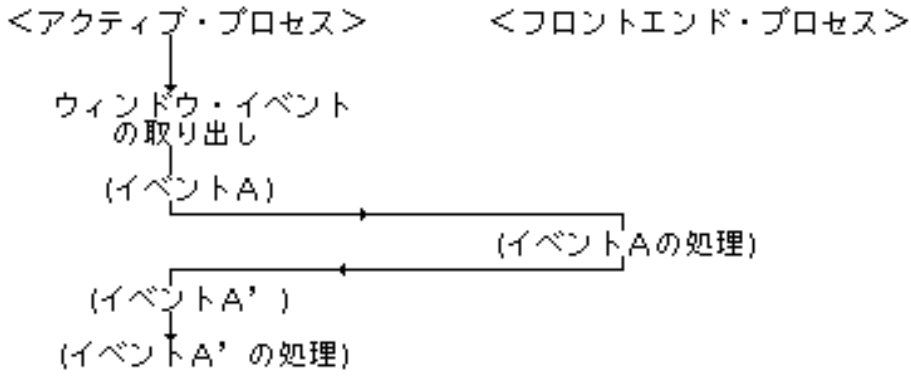 ＜アクティブ・プロセス＞ ＜フロントエンド・プロセス＞
ウィンドウ・イベント
の取り出し
(イベントA)
(イベントAの処理)
(イベントA’)
(イベントA’の処理)